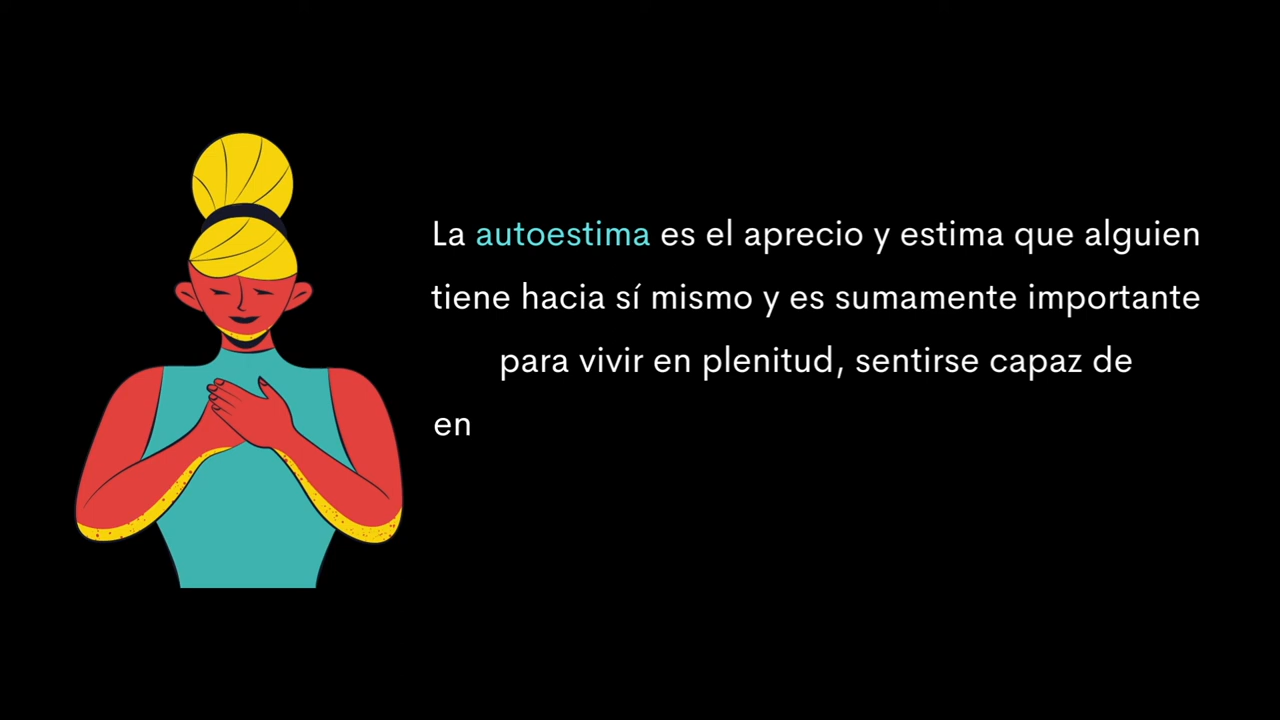 La autoestima es el aprecio y estima que alguien
tiene hacia sí mismo y es sumamente importante
para vivir en plenitud, sentirse capaz de
en